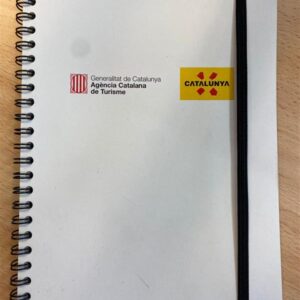 Generalitat de Catalunya
Agència Catalana
de Turisme
CATALUNYA